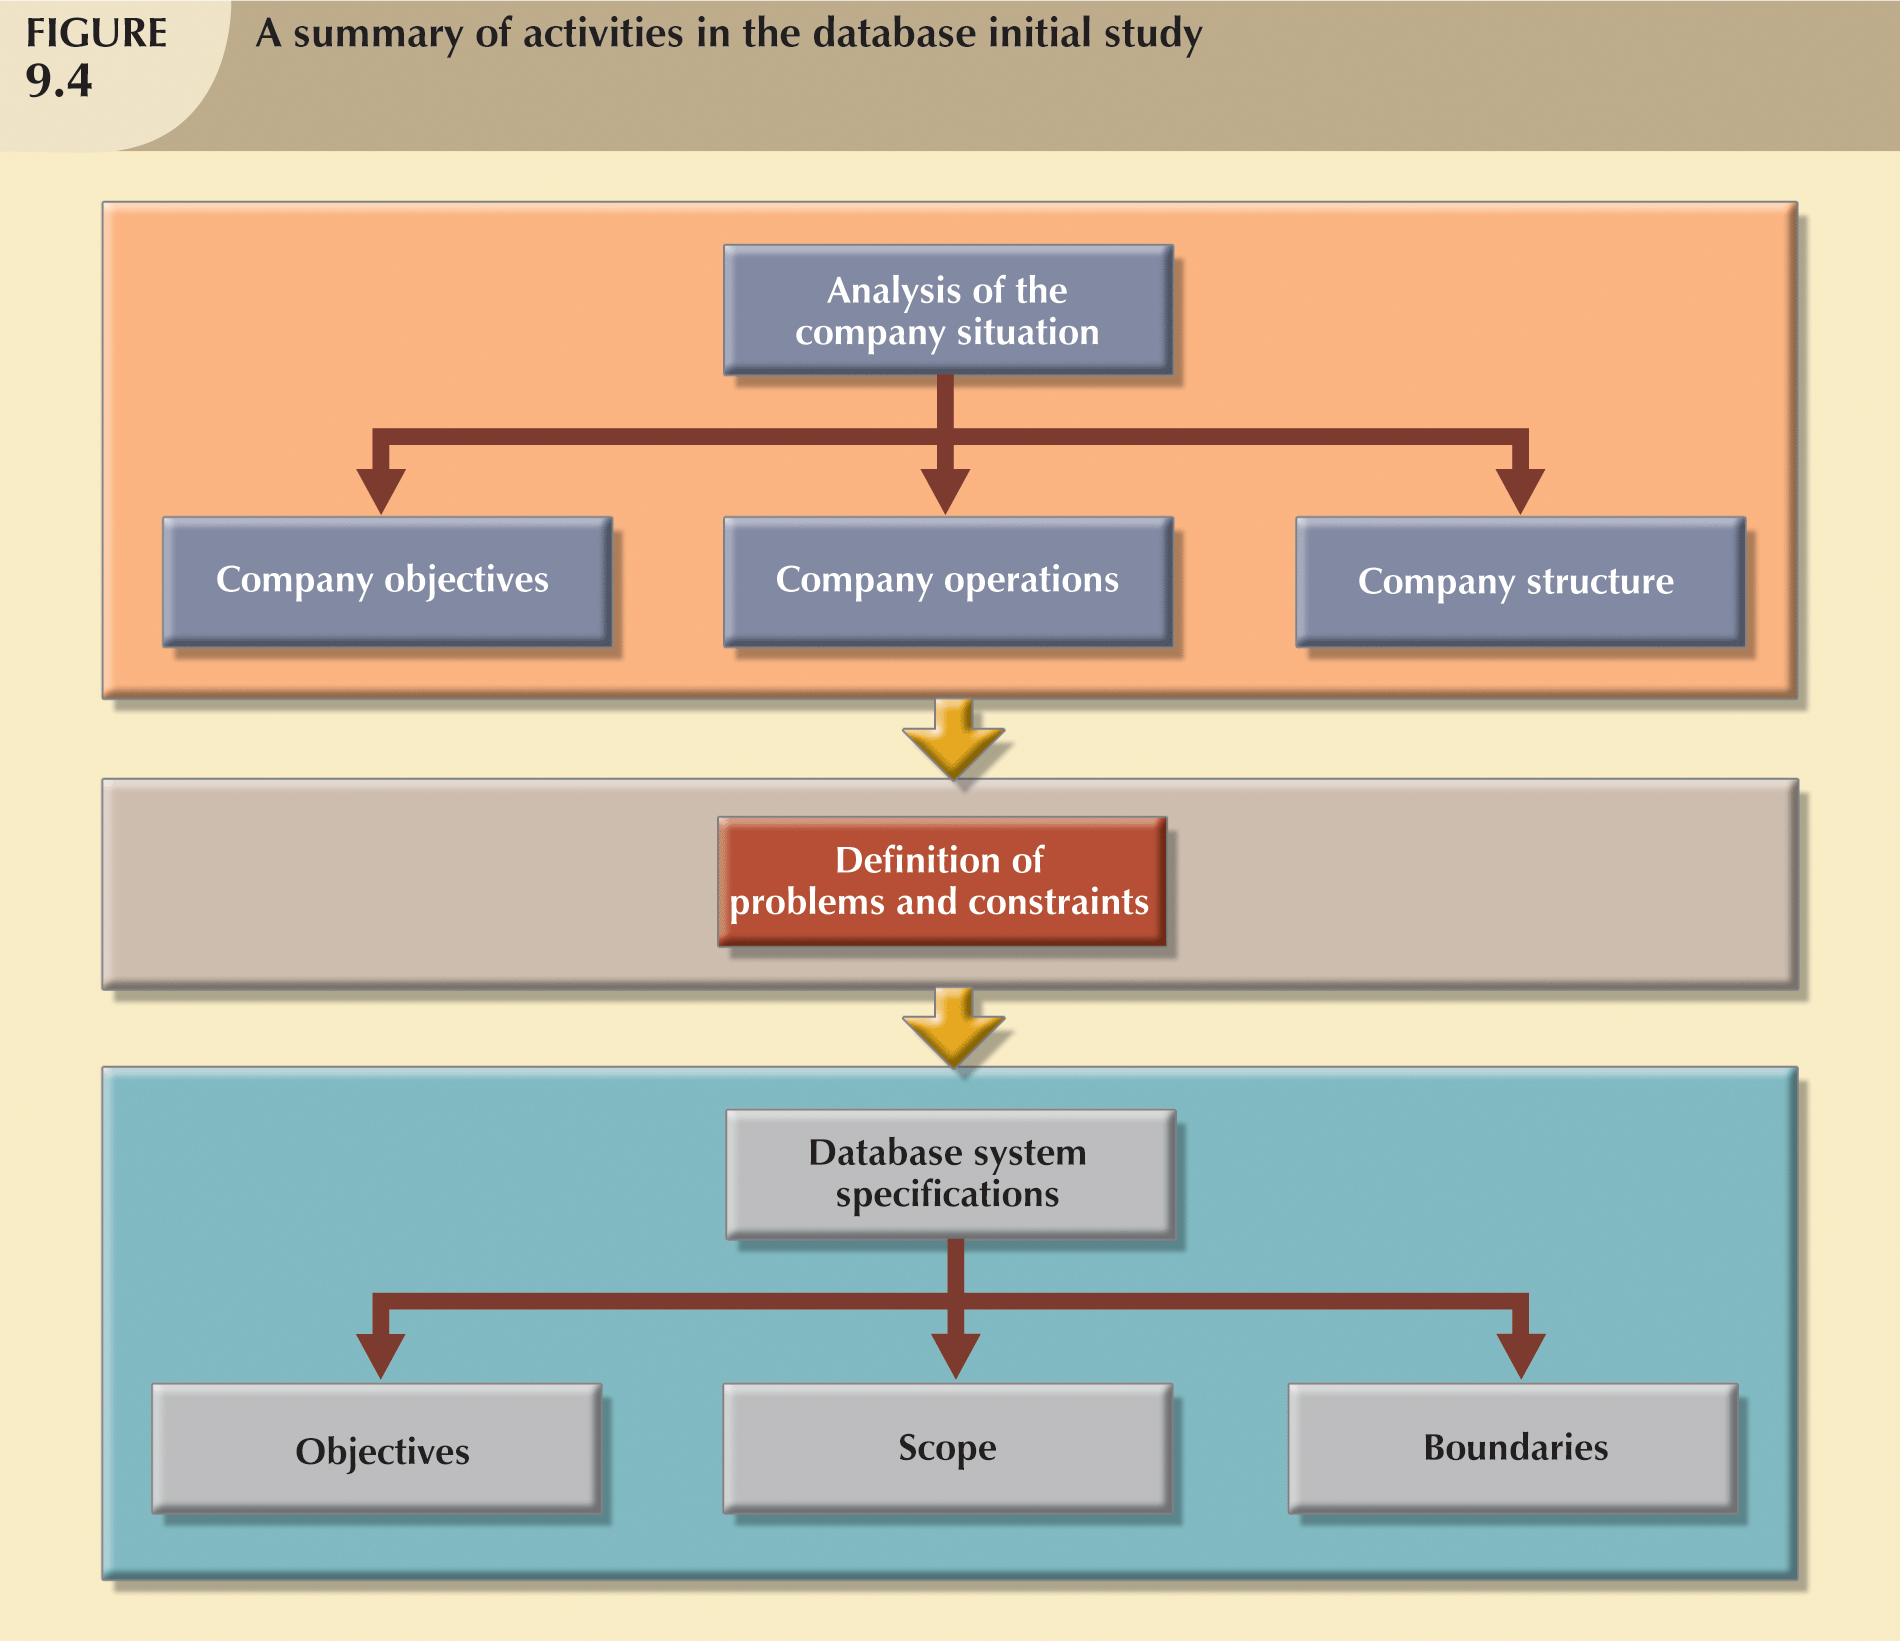 FIGURE
9.4
A summary of activities in the database initial study
Analysis of the
company situation
Company objectives
Company operations
Company structure
Definition of
problems and constraints
Database system
specifications
Objectives
Scope
Boundaries